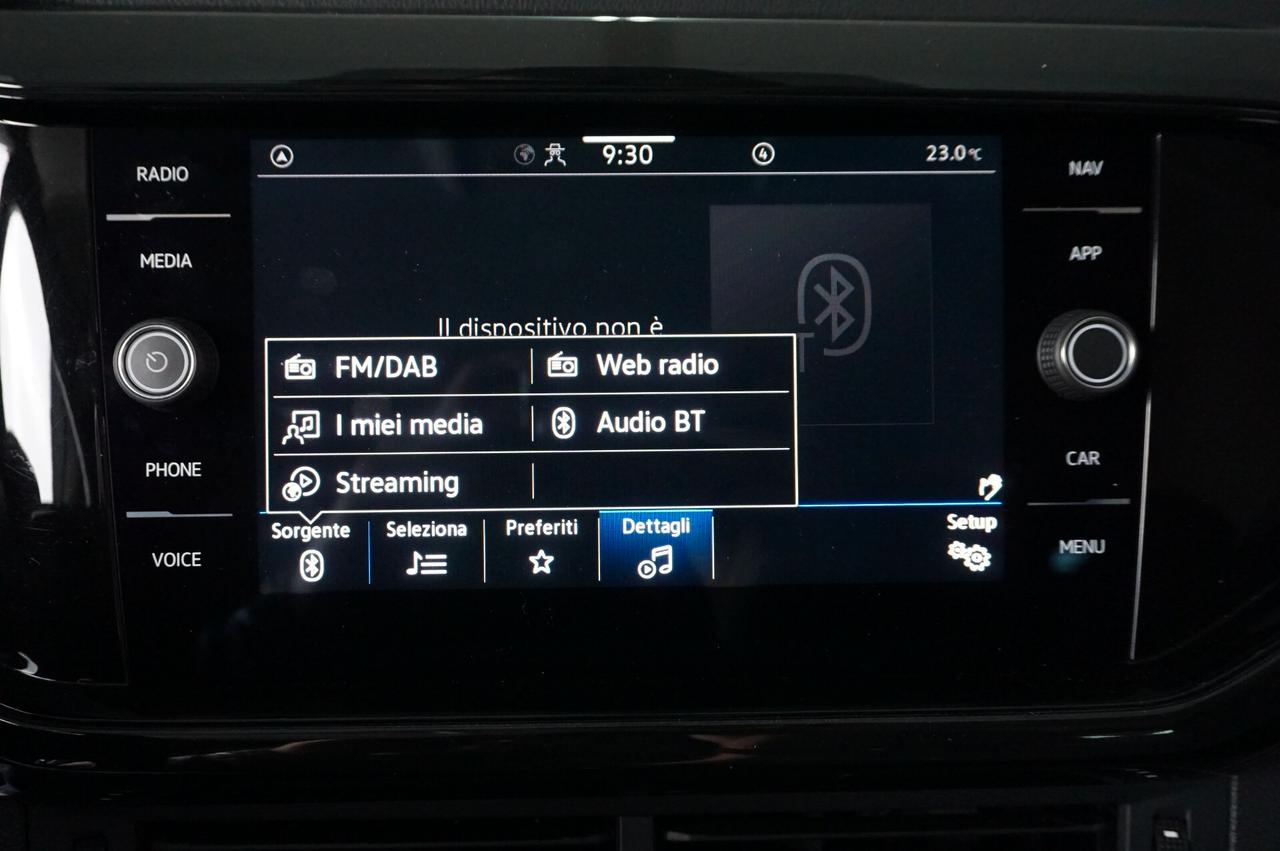 RADIO
MEDIA
PHONE
VOICE
9:30
4
23.0°C
Il dispositivo non è
FM/DAB
Web radio
I miei media
Audio BT
Streaming
Sorgente
Seleziona
Preferiti
Dettagli
Setup
NAV
APP
CAR
MENU